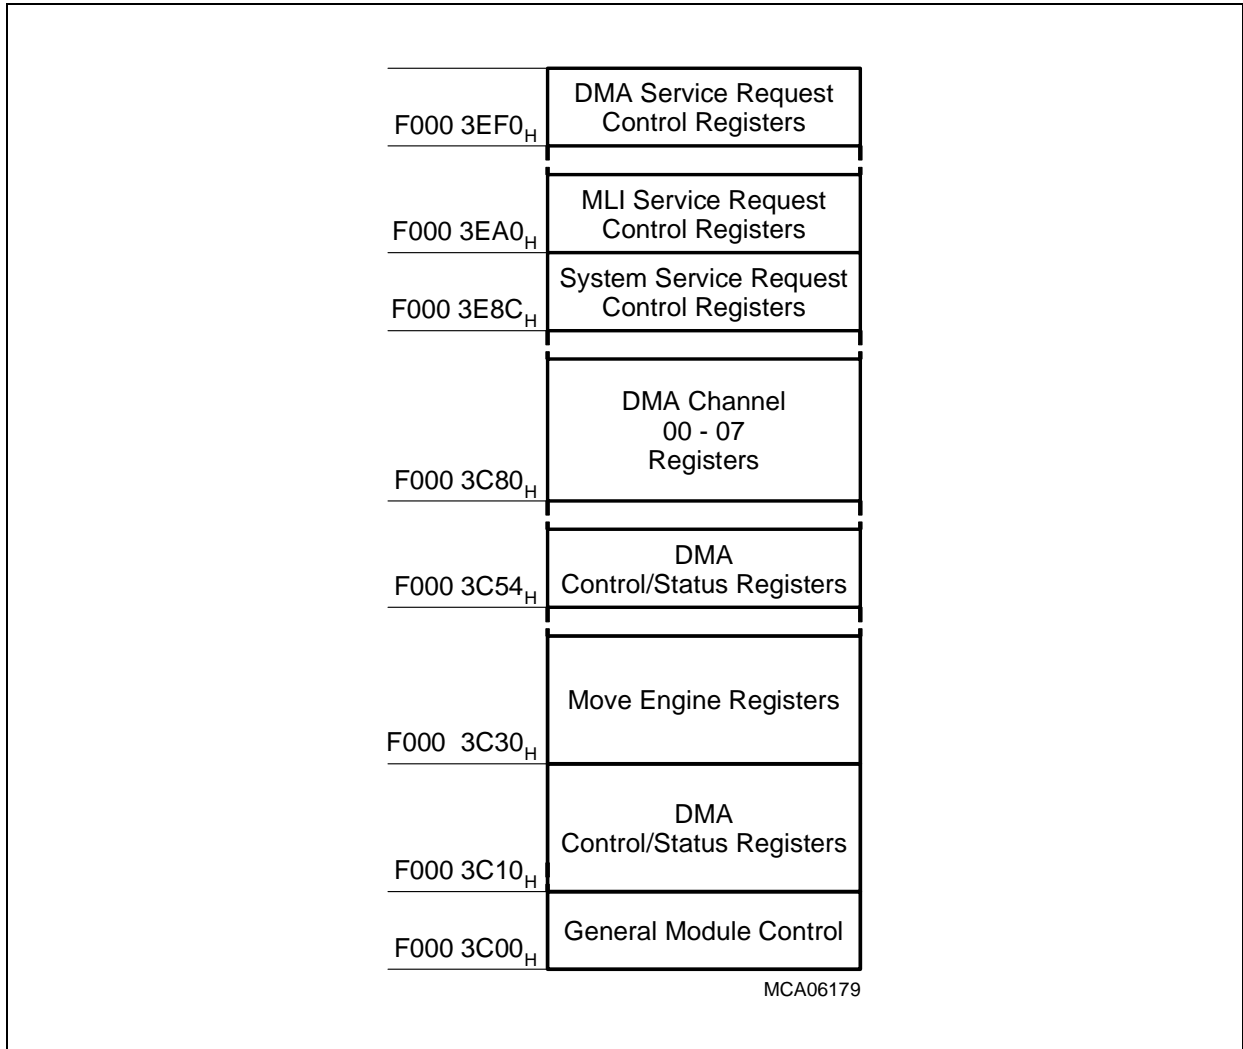 DMA Service Request
Control Registers
F000 3EF0H
MLI Service Request
Control Registers
F000 3EA0H
System Service Request
Control Registers
F000 3E8CH
DMA Channel
00 - 07
Registers
F000 3C80H
DMA
Control/Status Registers
F000 3C54H
Move Engine Registers
F000 3C30H
DMA
Control/Status Registers
F000 3C10H
General Module Control
F000 3C00H
MCA06179